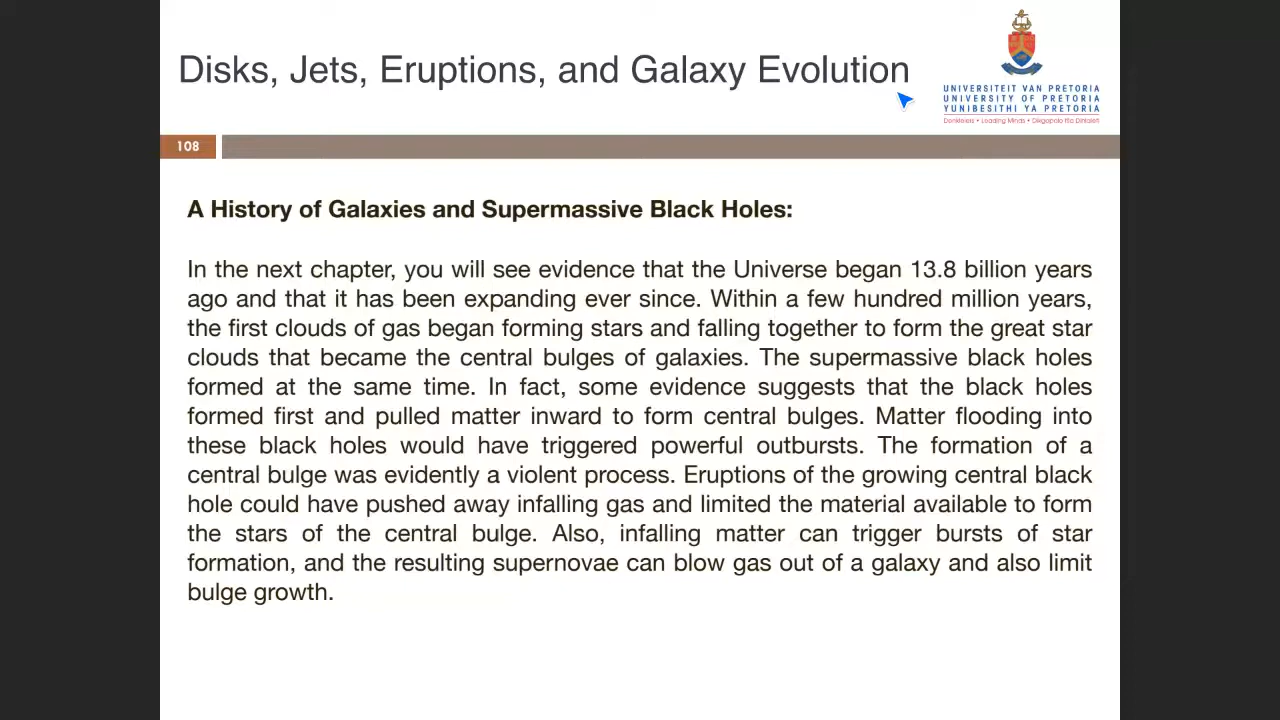 Disks, Jets, Eruptions, and Galaxy Evolution
UNIVERSITEIT VAN PRETORIA
UNIVERSITY OF PRETORIA
YUNIBESITHI YA PRETORIA
Denkleiers • Leading Minds • Dikgopolo tša Dihlalefi
108
A History of Galaxies and Supermassive Black Holes:
In the next chapter, you will see evidence that the Universe began 13.8 billion years
ago and that it has been expanding ever since. Within a few hundred million years,
the first clouds of gas began forming stars and falling together to form the great star
clouds that became the central bulges of galaxies. The supermassive black holes
formed at the same time. In fact, some evidence suggests that the black holes
formed first and pulled matter inward to form central bulges. Matter flooding into
these black holes would have triggered powerful outbursts. The formation of a
central bulge was evidently a violent process. Eruptions of the growing central black
hole could have pushed away infalling gas and limited the material available to form
the stars of the central bulge. Also, infalling matter can trigger bursts of star
formation, and the resulting supernovae can blow gas out of a galaxy and also limit
bulge growth.